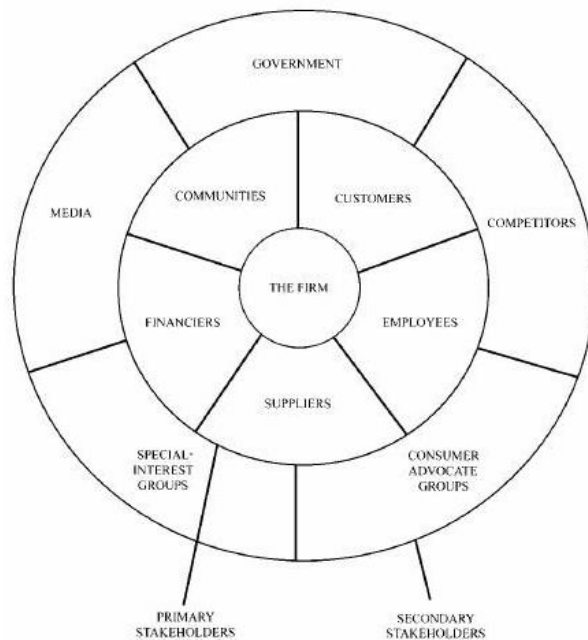 GOVERNMENT
COMMUNITIES
CUSTOMERS
MEDIA
COMPETITORS
THE FIRM
FINANCIERS
EMPLOYEES
SUPPLIERS
SPECIAL-
INTEREST
GROUPS
CONSUMER
ADVOCATE
GROUPS
PRIMARY
STAKEHOLDERS
SECONDARY
STAKEHOLDERS